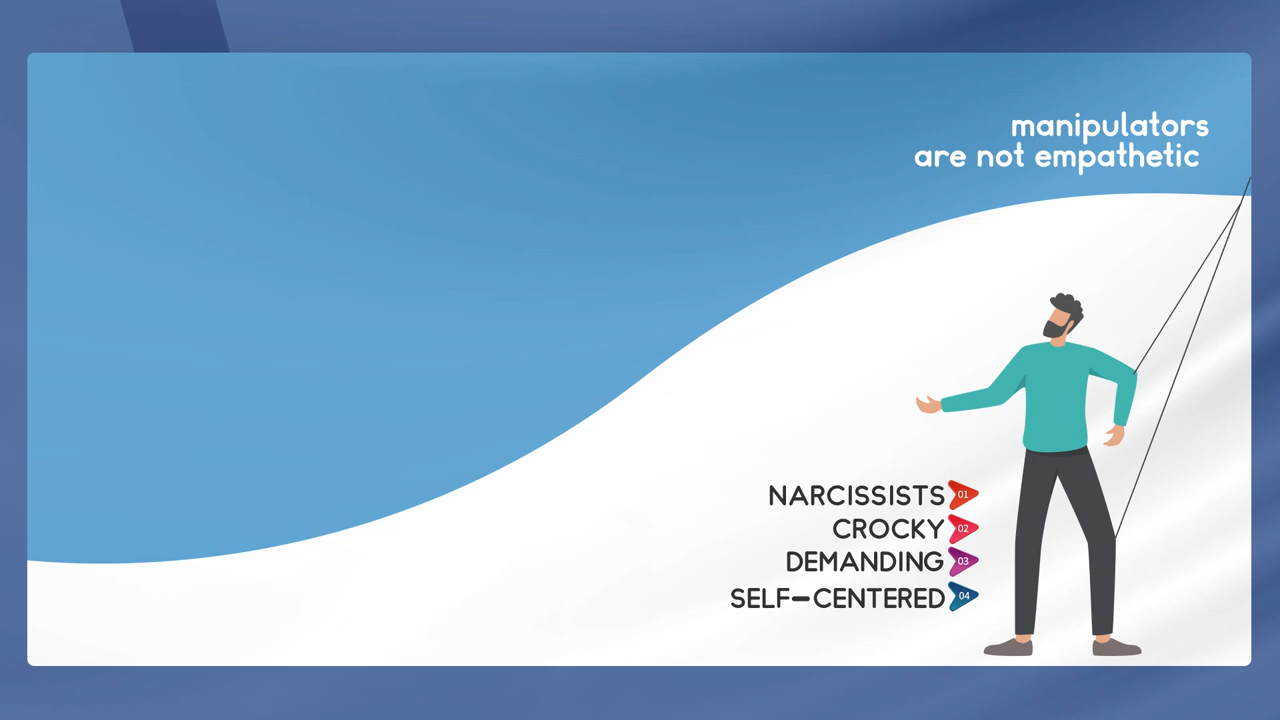 manipulators
are not empathetic
NARCISSISTS 01
CROCKY 02
DEMANDING 03
SELF-CENTERED 04